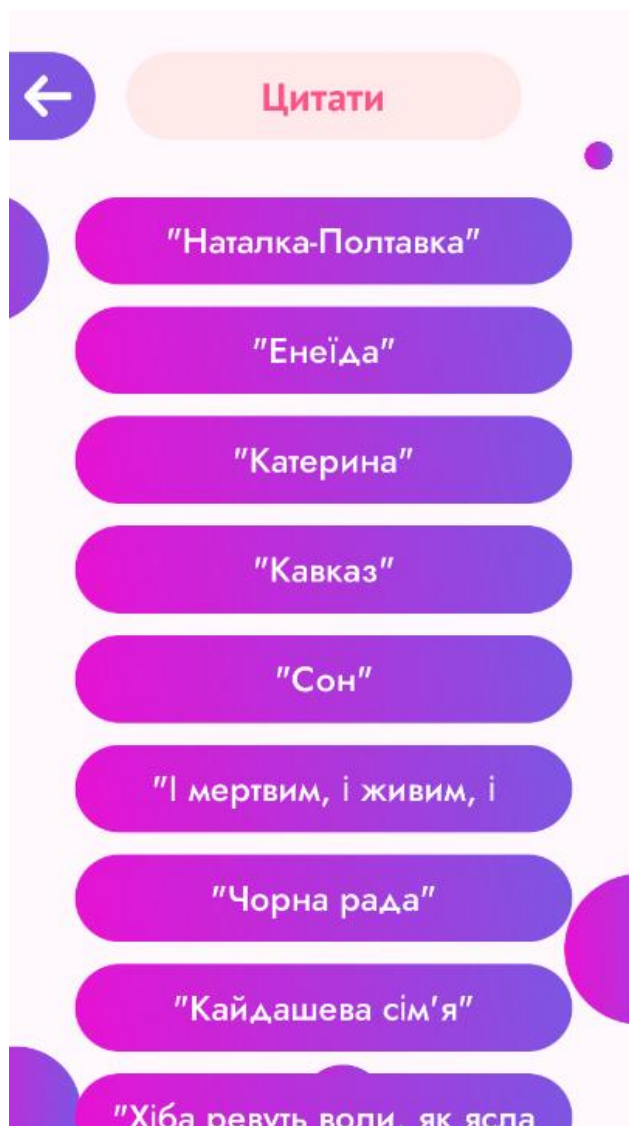 Цитати
"Наталка-Полтавка"
"Енеїда"
"Катерина"
"Кавказ"
"Сон"
"І мертвим, і живим, і
"Чорна рада"
"Кайдашева сім'я"
"Хіба ревуть воли, як ясла